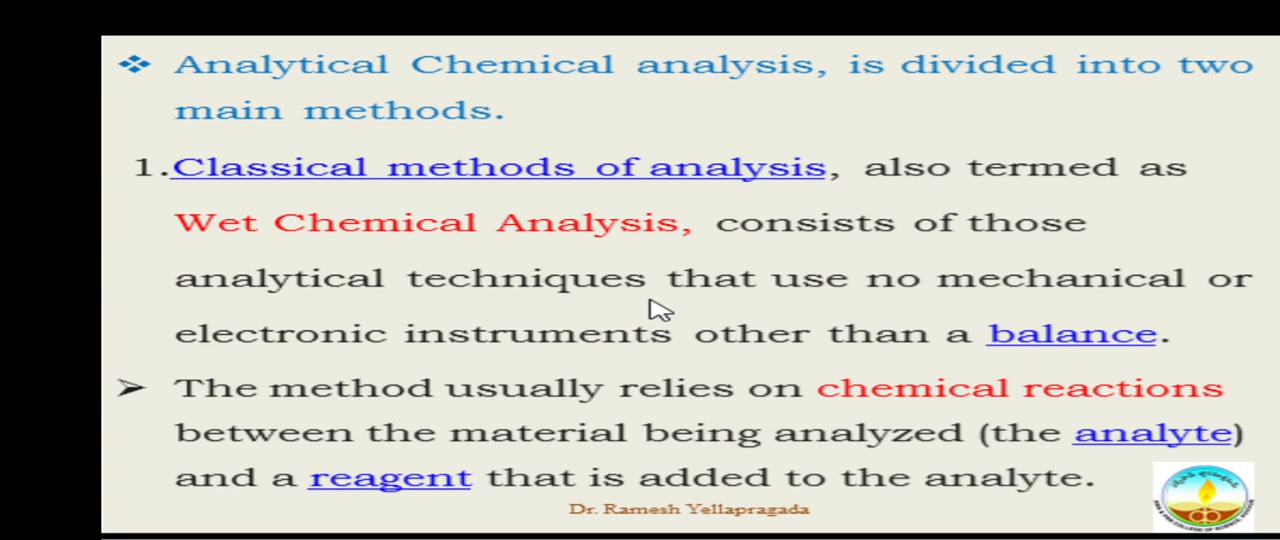 ❖ Analytical Chemical analysis, is divided into two
main methods.
1.Classical methods of analysis, also termed as
Wet Chemical Analysis, consists of those
analytical techniques that use no mechanical or
electronic instruments other than a balance.
➢ The method usually relies on chemical reactions
between the material being analyzed (the analyte)
and a reagent that is added to the analyte.
Dr. Ramesh Yellapragada